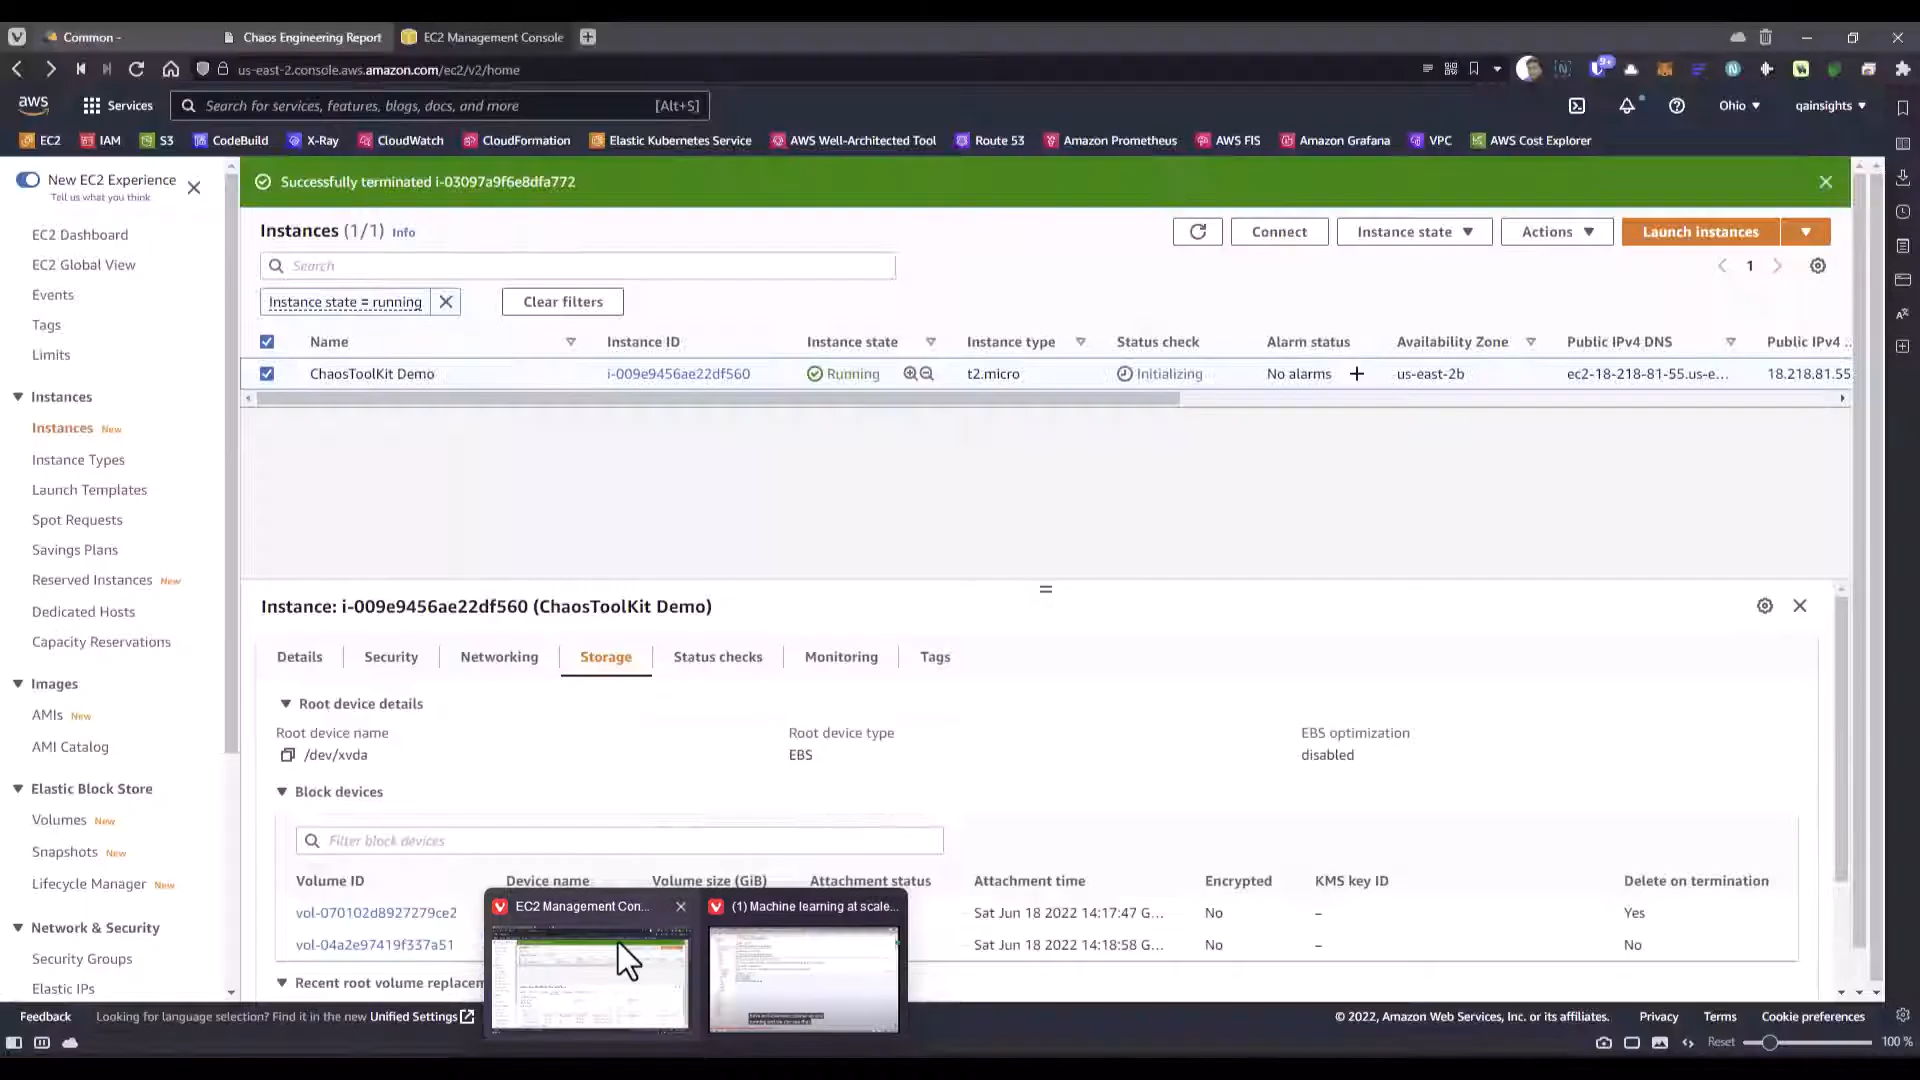 Common -
Chaos Engineering Report
EC2 Management Console
us-east-2.console.aws.amazon.com/ec2/v2/home
9+
aws
Services
Search for services, features, blogs, docs, and more
[Alt+S]
Ohio
qainsights
EC2
IAM
S3
CodeBuild
X-Ray
CloudWatch
CloudFormation
Elastic Kubernetes Service
AWS Well-Architected Tool
Route 53
Amazon Prometheus
AWS FIS
Amazon Grafana
VPC
AWS Cost Explorer
New EC2 Experience
Tell us what you think
EC2 Dashboard
EC2 Global View
Events
Tags
Limits
Instances
Instances New
Instance Types
Launch Templates
Spot Requests
Savings Plans
Reserved Instances New
Dedicated Hosts
Capacity Reservations
Images
AMIs New
AMI Catalog
Elastic Block Store
Volumes New
Snapshots New
Lifecycle Manager New
Network & Security
Security Groups
Elastic IPs
Successfully terminated i-03097a9f6e8dfa772
Instances (1/1) Info
Connect
Instance state
Actions
Launch instances
Search
1
Instance state = running
Clear filters
Name
Instance ID
Instance state
Instance type
Status check
Alarm status
Availability Zone
Public IPv4 DNS
Public IPv4 ...
ChaosToolKit Demo
i-009e9456ae22df560
Running
t2.micro
Initializing
No alarms
us-east-2b
ec2-18-218-81-55.us-e...
18.218.81.55
Instance: i-009e9456ae22df560 (ChaosToolKit Demo)
Details
Security
Networking
Storage
Status checks
Monitoring
Tags
Root device details
Root device name
/dev/xvda
Root device type
EBS
EBS optimization
disabled
Block devices
Filter block devices
Volume ID
Device name
Volume size (GiB)
Attachment status
Attachment time
Encrypted
KMS key ID
Delete on termination
vol-070102d8927279ce2
Sat Jun 18 2022 14:17:47 G...
No
–
Yes
vol-04a2e97419f337a51
Sat Jun 18 2022 14:18:58 G...
No
–
No
Recent root volume replacem
EC2 Management Con...
(1) Machine learning at scale...
Feedback
Looking for language selection? Find it in the new Unified Settings
© 2022, Amazon Web Services, Inc. or its affiliates.
Privacy
Terms
Cookie preferences
Reset
100 %